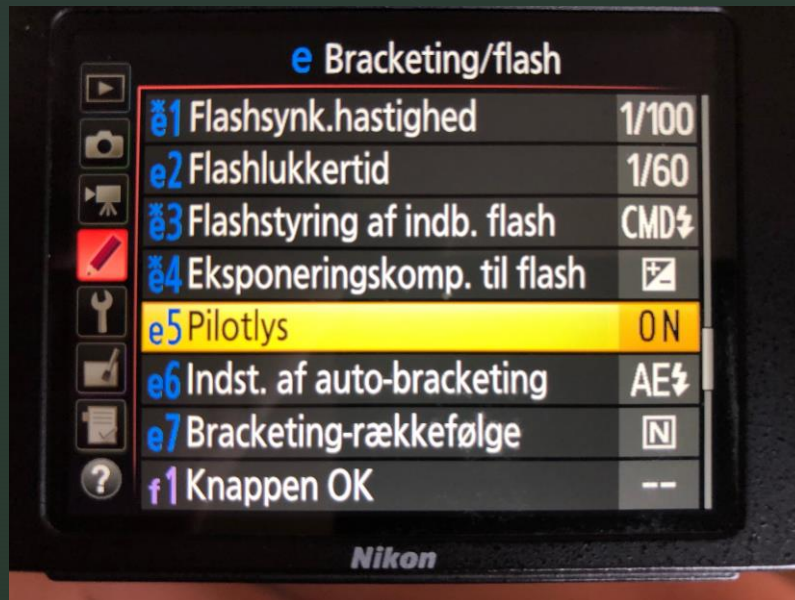 e Bracketing/flash
e1 Flashsynk.hastighed 1/100
e2 Flashlukkertid 1/60
e3 Flashstyring af indb. flash CMD
e4 Eksponeringskomp. til flash
e5 Pilotlys ON
e6 Indst. af auto-bracketing AE
e7 Bracketing-rækkefølge N
f1 Knappen OK --
?
Nikon